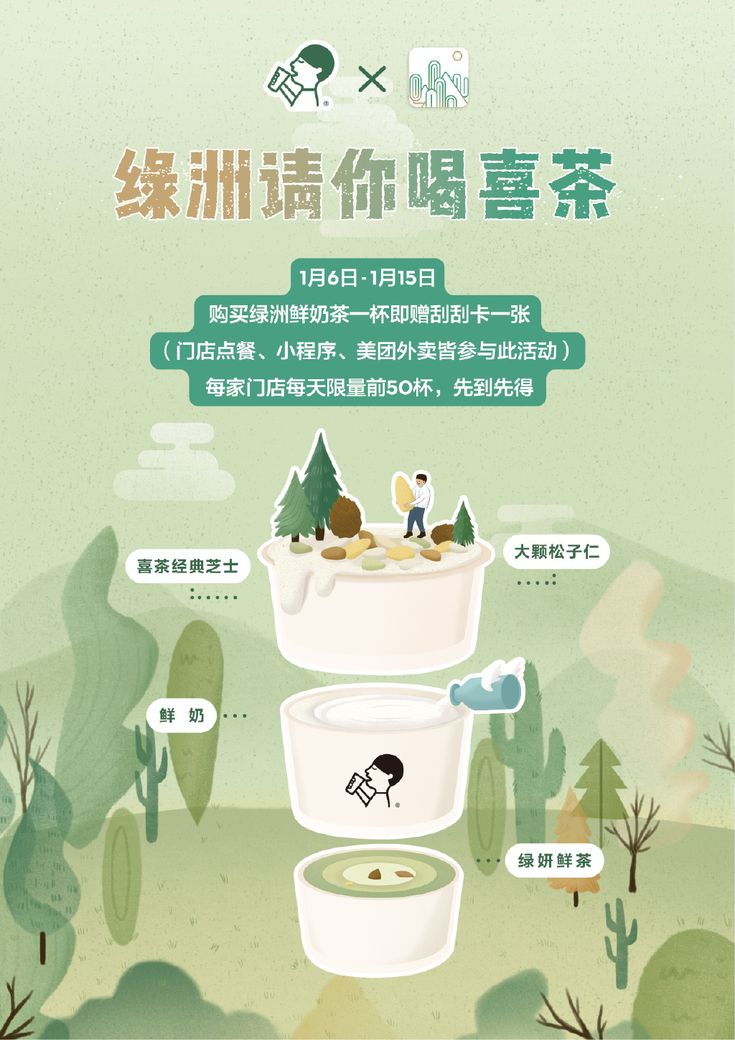 绿洲请你喝喜茶
1月6日-1月15日
购买绿洲鲜奶茶一杯即赠刮刮卡一张
（门店点餐、小程序、美团外卖皆参与此活动）
每家门店每天限量前50杯，先到先得
喜茶经典芝士
大颗松子仁
鲜 奶
绿妍鲜茶